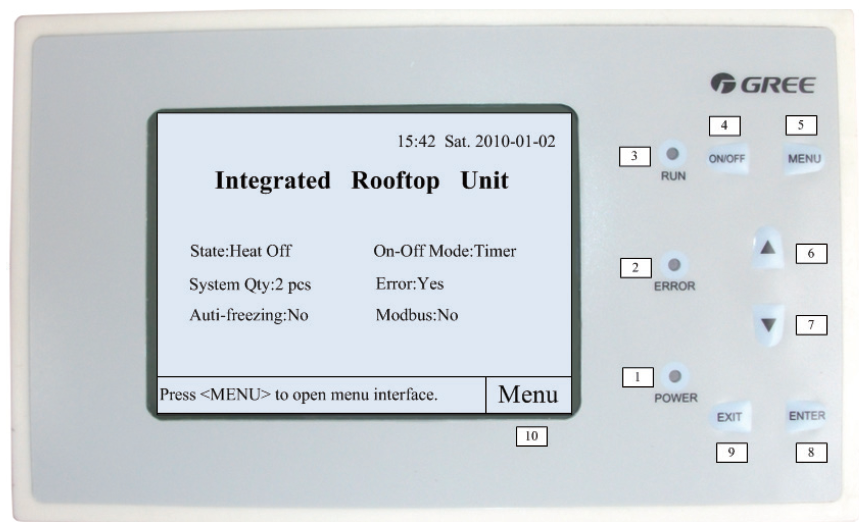 GREE
15:42 Sat. 2010-01-02
Integrated Rooftop Unit
State:Heat Off On-Off Mode:Timer
System Qty:2 pcs Error:Yes
Auti-freezing:No Modbus:No
Press <MENU> to open menu interface. Menu
10
4 5
3 RUN ON/OFF MENU
6
2 ERROR
7
1 POWER
EXIT ENTER
9 8